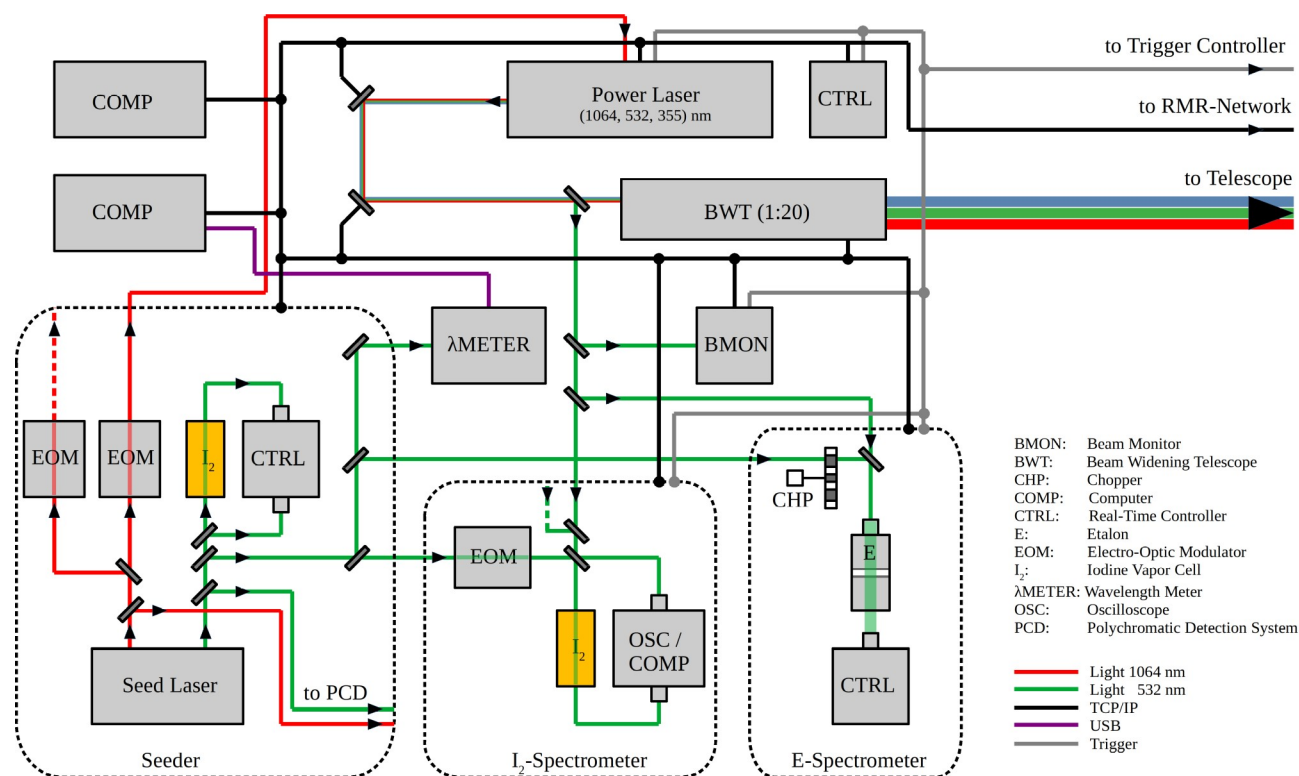 to Trigger Controller
COMP
Power Laser
(1064, 532, 355) nm
CTRL
to RMR-Network
to Telescope
COMP
BWT (1:20)
λMETER
BMON
EOM
EOM
I2
CTRL
CHP
E
EOM
I2
OSC /
COMP
CTRL
Seed Laser
to PCD
Seeder
I2-Spectrometer
E-Spectrometer
BMON: Beam Monitor
BWT: Beam Widening Telescope
CHP: Chopper
COMP: Computer
CTRL: Real-Time Controller
E: Etalon
EOM: Electro-Optic Modulator
I2: Iodine Vapor Cell
λMETER: Wavelength Meter
OSC: Oscilloscope
PCD: Polychromatic Detection System
Light 1064 nm
Light 532 nm
TCP/IP
USB
Trigger